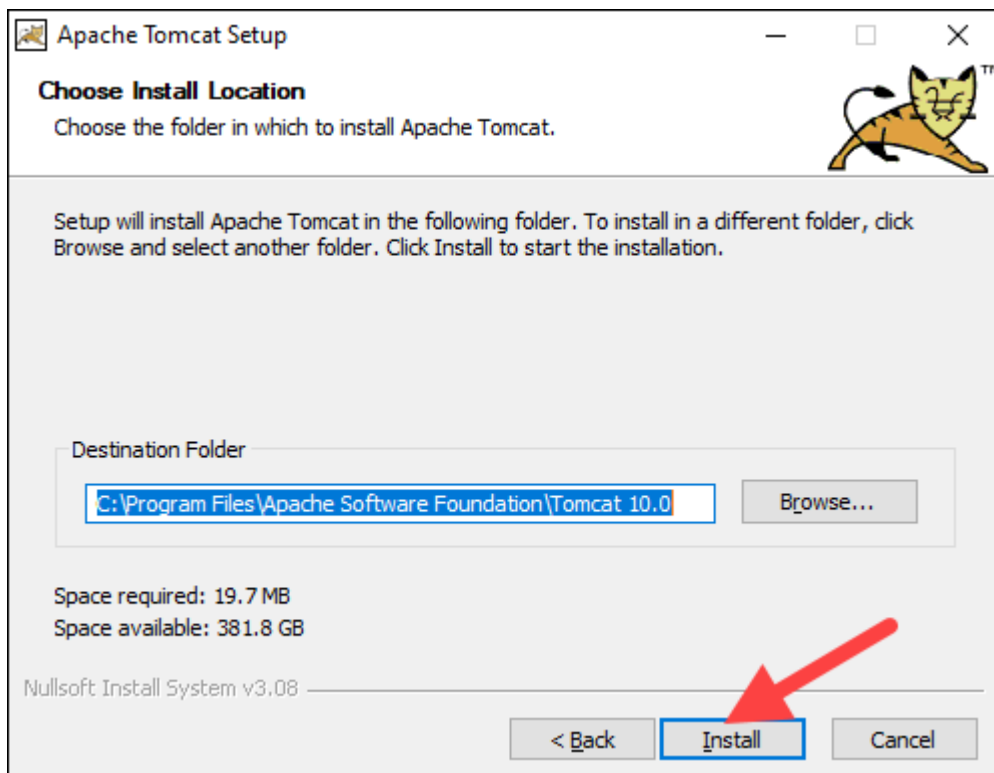 Apache Tomcat Setup
Choose Install Location
Choose the folder in which to install Apache Tomcat.
TM
Setup will install Apache Tomcat in the following folder. To install in a different folder, click
Browse and select another folder. Click Install to start the installation.
Destination Folder
C:\Program Files\Apache Software Foundation\Tomcat 10.0
Browse...
Space required: 19.7 MB
Space available: 381.8 GB
Nullsoft Install System v3.08
< Back
Install
Cancel